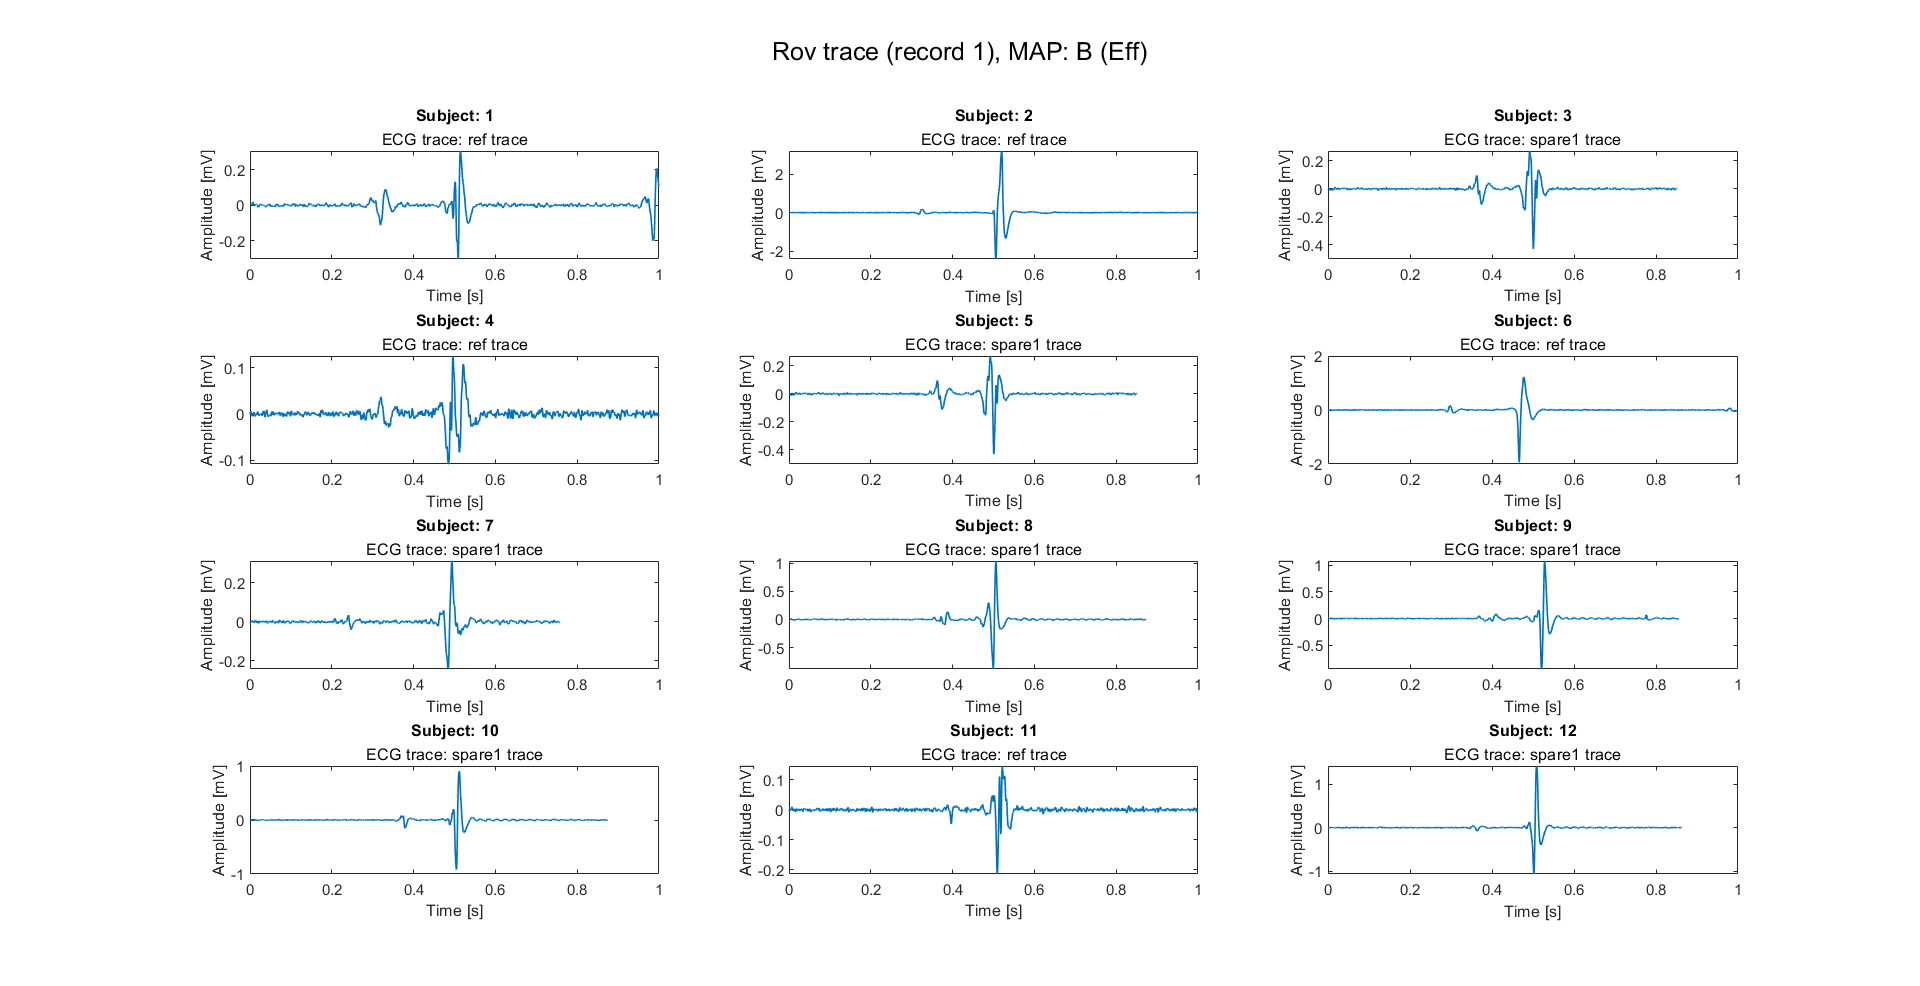 Rov trace (record 1), MAP: B (Eff)
Subject: 1
ECG trace: ref trace
Amplitude [mV]
0.2
0
-0.2
0 0.2 0.4 0.6 0.8 1
Time [s]
Subject: 2
ECG trace: ref trace
Amplitude [mV]
2
0
-2
0 0.2 0.4 0.6 0.8 1
Time [s]
Subject: 3
ECG trace: spare1 trace
Amplitude [mV]
0.2
0
-0.2
-0.4
0 0.2 0.4 0.6 0.8 1
Time [s]
Subject: 4
ECG trace: ref trace
Amplitude [mV]
0.1
0
-0.1
0 0.2 0.4 0.6 0.8 1
Time [s]
Subject: 5
ECG trace: spare1 trace
Amplitude [mV]
0.2
0
-0.2
-0.4
0 0.2 0.4 0.6 0.8 1
Time [s]
Subject: 6
ECG trace: ref trace
Amplitude [mV]
2
0
-2
0 0.2 0.4 0.6 0.8 1
Time [s]
Subject: 7
ECG trace: spare1 trace
Amplitude [mV]
0.2
0
-0.2
0 0.2 0.4 0.6 0.8 1
Time [s]
Subject: 8
ECG trace: spare1 trace
Amplitude [mV]
1
0.5
0
-0.5
0 0.2 0.4 0.6 0.8 1
Time [s]
Subject: 9
ECG trace: spare1 trace
Amplitude [mV]
1
0.5
0
-0.5
0 0.2 0.4 0.6 0.8 1
Time [s]
Subject: 10
ECG trace: spare1 trace
Amplitude [mV]
1
0
-1
0 0.2 0.4 0.6 0.8 1
Time [s]
Subject: 11
ECG trace: ref trace
Amplitude [mV]
0.1
0
-0.1
-0.2
0 0.2 0.4 0.6 0.8 1
Time [s]
Subject: 12
ECG trace: spare1 trace
Amplitude [mV]
1
0
-1
0 0.2 0.4 0.6 0.8 1
Time [s]